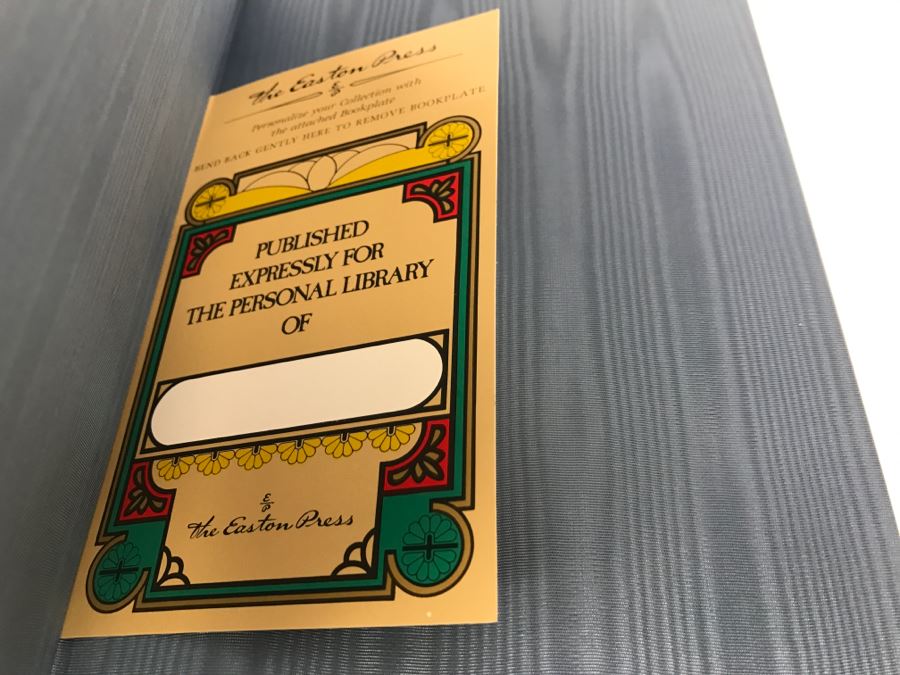 the Easton Press
E
P
Personalize your Collection with
the attached Bookplate
BEND BACK GENTLY HERE TO REMOVE BOOKPLATE
PUBLISHED
EXPRESSLY FOR
THE PERSONAL LIBRARY
OF
E
P
the Easton Press